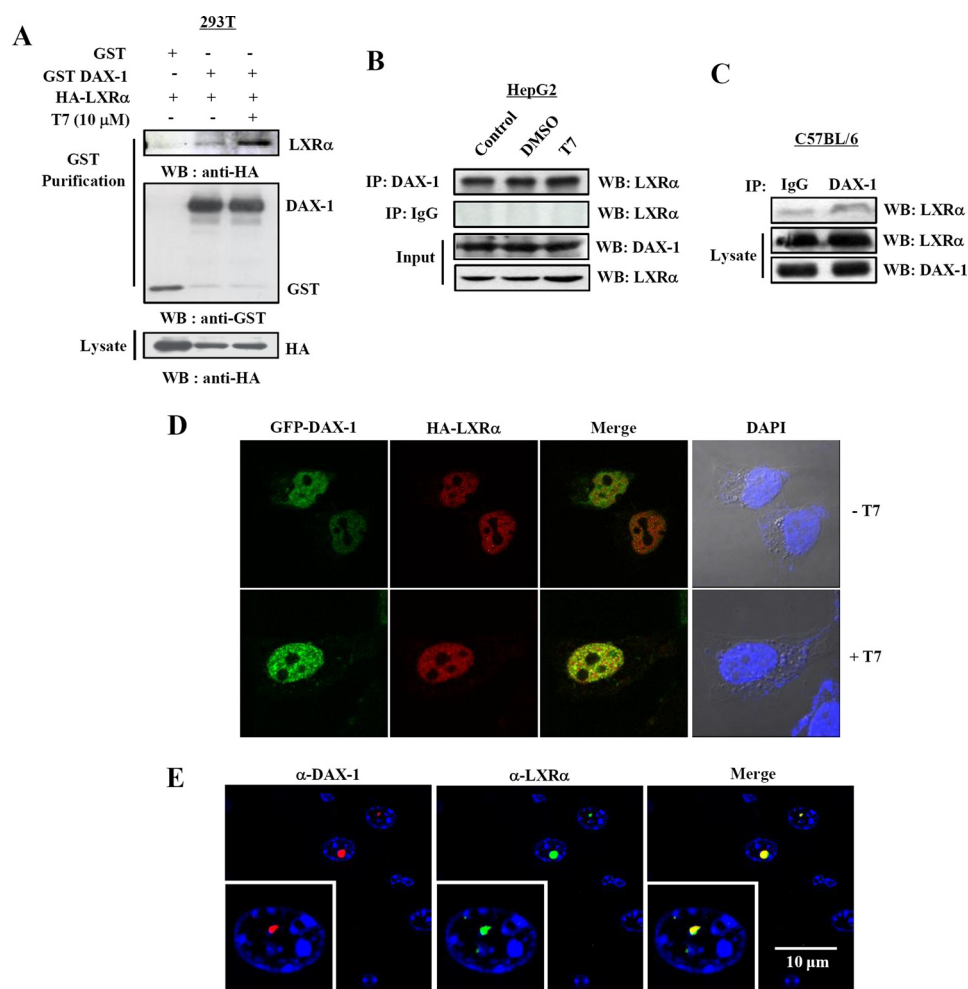 A
293T
GST + - -
GST DAX-1 - + +
HA-LXRα + + +
T7 (10 μM) - - +
GST
Purification
LXRα
WB : anti-HA
DAX-1
GST
WB : anti-GST
Lysate
HA
WB : anti-HA
B
HepG2
Control DMSO T7
IP: DAX-1 WB: LXRα
IP: IgG WB: LXRα
Input
WB: DAX-1
WB: LXRα
C
C57BL/6
IP: IgG DAX-1
WB: LXRα
Lysate
WB: LXRα
WB: DAX-1
D
GFP-DAX-1 HA-LXRα Merge DAPI
- T7
+ T7
E
α-DAX-1 α-LXRα Merge
10 μm